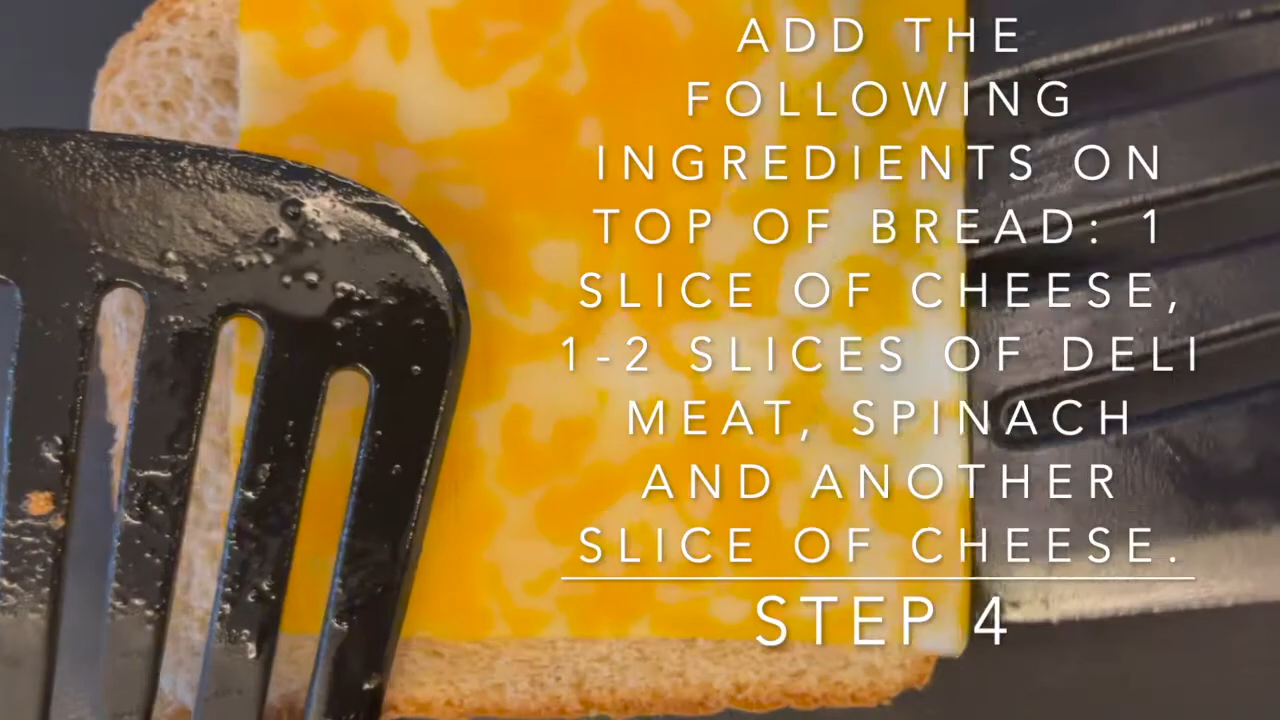 ADD THE
FOLLOWING
INGREDIENTS ON
TOP OF BREAD: 1
SLICE OF CHEESE,
1-2 SLICES OF DELI
MEAT, SPINACH
AND ANOTHER
SLICE OF CHEESE.
STEP 4